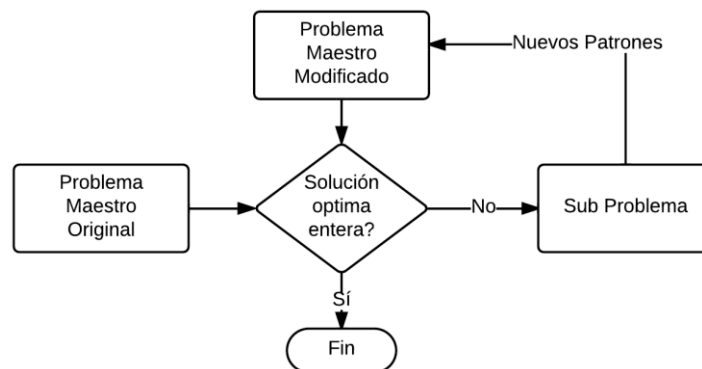 Problema
Maestro
Modificado
Nuevos Patrones
Problema
Maestro
Original
Solución
optima
entera?
No
Sub Problema
Sí
Fin